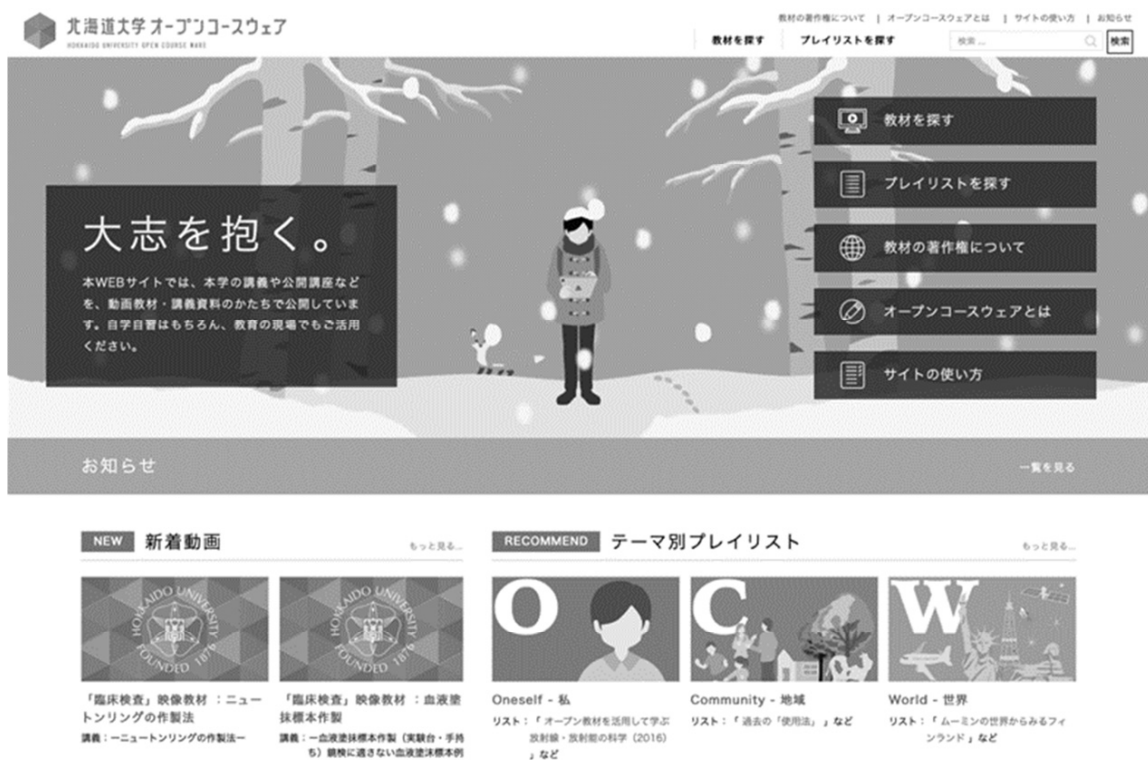 北海道大学 オープンコースウェア
HOKKAIDO UNIVERSITY OPEN COURSE WARE
教材の著作権について | オープンコースウェアとは | サイトの使い方 | お知らせ
教材を探す
プレイリストを探す
検索 ...
検索
大志を抱く。
本WEBサイトでは、本学の講義や公開講座など
を、動画教材・講義資料のかたちで公開していま
す。自学自習はもちろん、教育の現場でもご活用
ください。
教材を探す
プレイリストを探す
教材の著作権について
オープンコースウェアとは
サイトの使い方
お知らせ
一覧を見る
NEW 新着動画
もっと見る...
HOKKAIDO UNIVERSITY
FOUNDED 1876
「臨床検査」映像教材 ：ニュー
トンリングの作製法
講義：ーニュートンリングの作製法ー
HOKKAIDO UNIVERSITY
FOUNDED 1876
「臨床検査」映像教材 ：血液塗
抹標本作製
講義：ー血液塗抹標本作製（実験台・手持
ち）鏡検に適さない血液塗沫標本例
RECOMMEND テーマ別プレイリスト
もっと見る...
O
Oneself - 私
リスト：「 オープン教材を活用して学ぶ
放射線・放射能の科学（2016）
」など
C
Community - 地域
リスト：「 過去の「使用法」 」など
W
World - 世界
リスト：「 ムーミンの世界からみるフィ
ンランド 」など